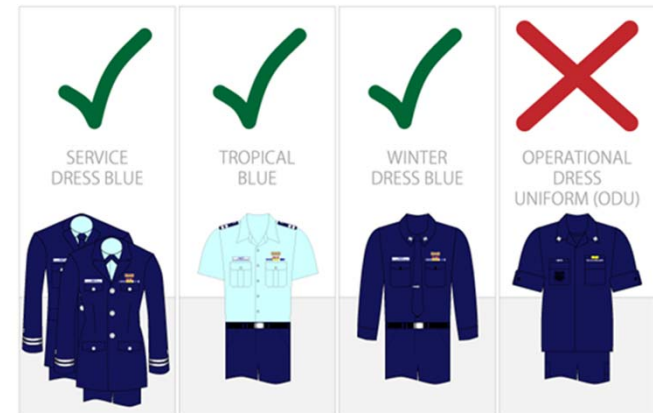 SERVICE
DRESS BLUE
TROPICAL
BLUE
WINTER
DRESS BLUE
OPERATIONAL
DRESS
UNIFORM (ODU)